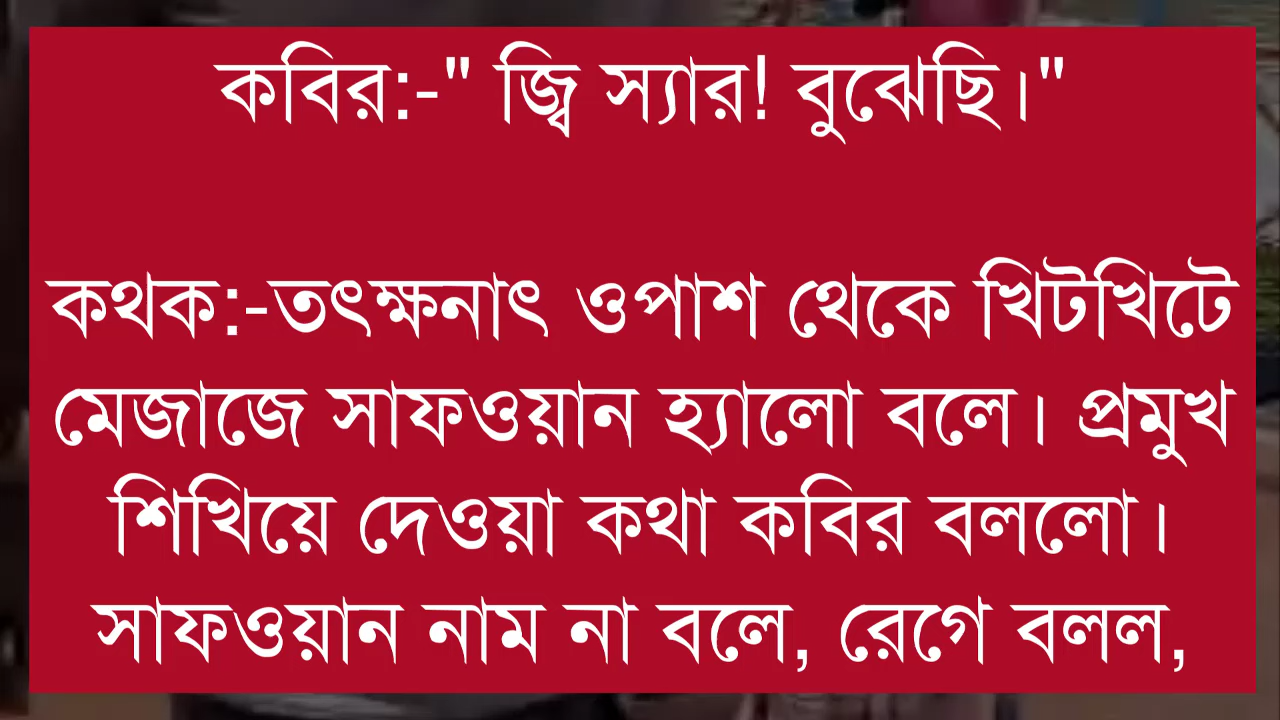 কবির:-" জ্বি স্যার! বুঝেছি।"
কথক:-তৎক্ষনাৎ ওপাশ থেকে খিটখিটে
মেজাজে সাফওয়ান হ্যালো বলে। প্রমুখ
শিখিয়ে দেওয়া কথা কবির বললো।
সাফওয়ান নাম না বলে, রেগে বলল,